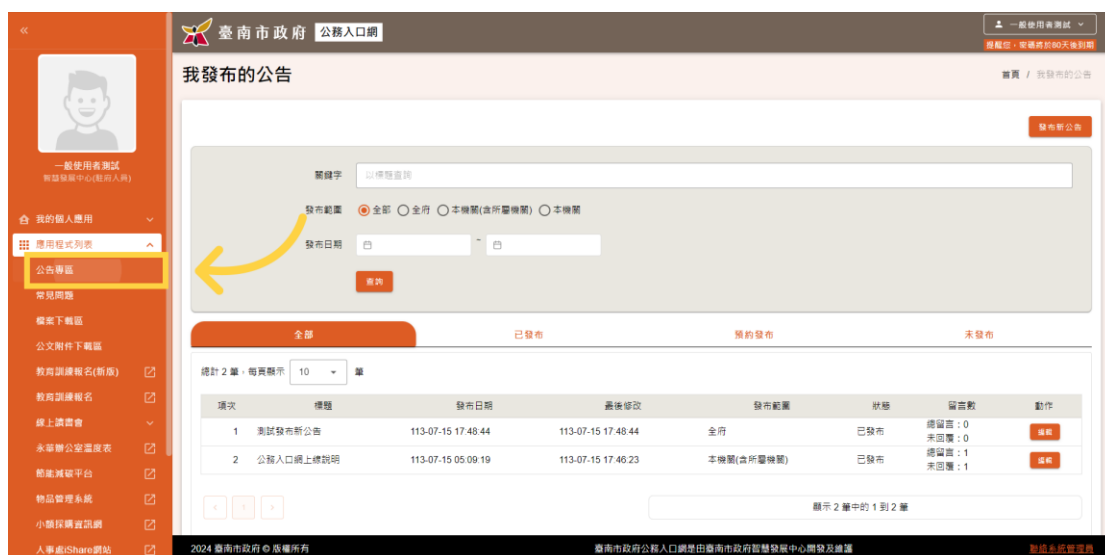 «
臺南市政府 公務入口網
一般使用者測試
提醒您,密碼將於80天後到期
我發布的公告
首頁 / 我發布的公告
發布新公告
一般使用者測試
智慧發展中心(駐府人員)
我的個人應用
應用程式列表
公告專區
常見問題
檔案下載區
公文附件下載區
教育訓練報名(新版)
教育訓練報名
線上讀書會
永華辦公室溫度表
節能減碳平台
物品管理系統
小額採購資訊網
人事處iShare網站
關鍵字 以標題查詢
發布範圍 全部 全府 本機關(含所屬機關) 本機關
發布日期 ~
查詢
全部 已發布 預約發布 未發布
總計 2 筆,每頁顯示 10 筆
項次 標題 發布日期 最後修改 發布範圍 狀態 留言數 動作
1 測試發布新公告 113-07-15 17:48:44 113-07-15 17:48:44 全府 已發布 總留言:0 未回覆:0 編輯
2 公務入口網上線說明 113-07-15 05:09:19 113-07-15 17:46:23 本機關(含所屬機關) 已發布 總留言:1 未回覆:1 編輯
‹ 1 ›
顯示 2 筆中的 1 到 2 筆
2024 臺南市政府 © 版權所有 臺南市政府公務入口網是由臺南市政府智慧發展中心開發及維護 聯絡系統管理員